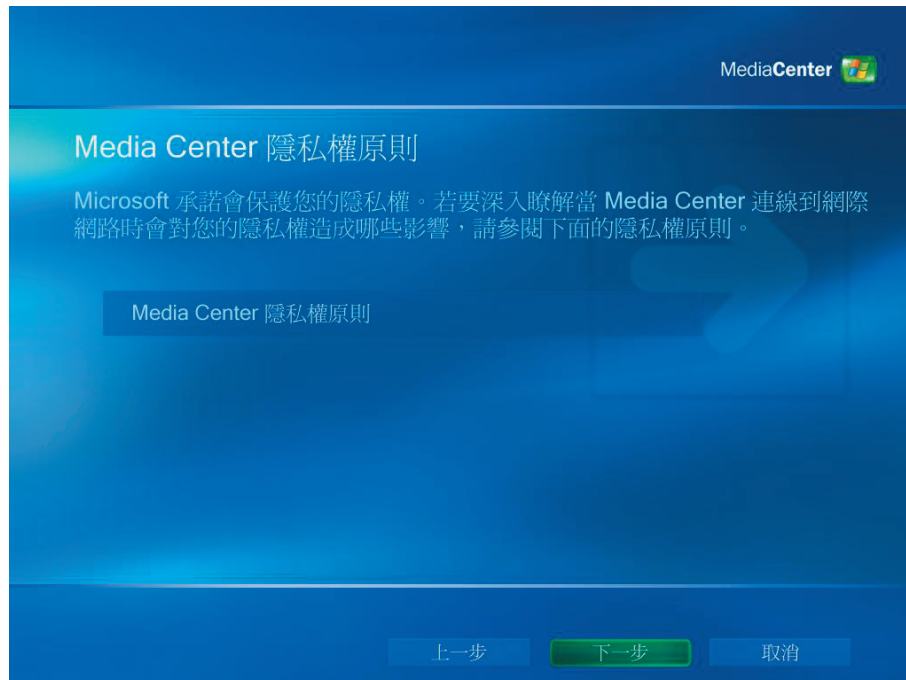 MediaCenter
Media Center 隱私權原則
Microsoft 承諾會保護您的隱私權。若要深入瞭解當 Media Center 連線到網際
網路時會對您的隱私權造成哪些影響，請參閱下面的隱私權原則。
Media Center 隱私權原則
上一步 下一步 取消